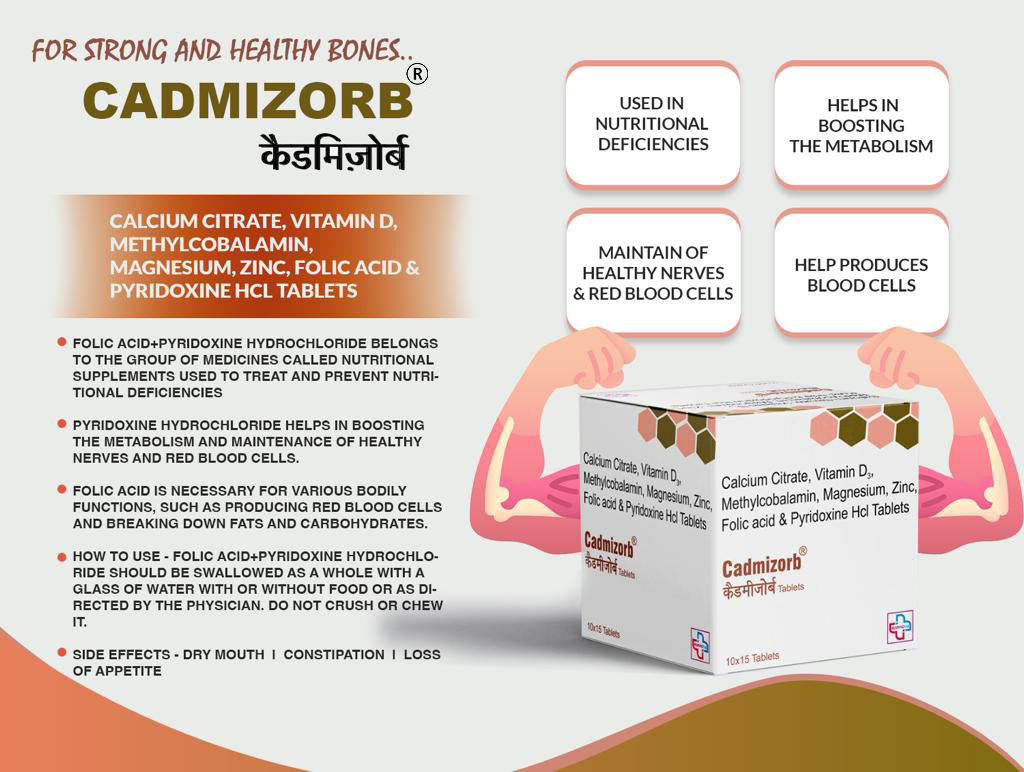 FOR STRONG AND HEALTHY BONES..
CADMIZORB®
कैडमिज़ोर्ब
CALCIUM CITRATE, VITAMIN D,
METHYLCOBALAMIN,
MAGNESIUM, ZINC, FOLIC ACID &
PYRIDOXINE HCL TABLETS
FOLIC ACID+PYRIDOXINE HYDROCHLORIDE BELONGS
TO THE GROUP OF MEDICINES CALLED NUTRITIONAL
SUPPLEMENTS USED TO TREAT AND PREVENT NUTRI-
TIONAL DEFICIENCIES
PYRIDOXINE HYDROCHLORIDE HELPS IN BOOSTING
THE METABOLISM AND MAINTENANCE OF HEALTHY
NERVES AND RED BLOOD CELLS.
FOLIC ACID IS NECESSARY FOR VARIOUS BODILY
FUNCTIONS, SUCH AS PRODUCING RED BLOOD CELLS
AND BREAKING DOWN FATS AND CARBOHYDRATES.
HOW TO USE - FOLIC ACID+PYRIDOXINE HYDROCHLO-
RIDE SHOULD BE SWALLOWED AS A WHOLE WITH A
GLASS OF WATER WITH OR WITHOUT FOOD OR AS DI-
RECTED BY THE PHYSICIAN. DO NOT CRUSH OR CHEW
IT.
SIDE EFFECTS - DRY MOUTH I CONSTIPATION I LOSS
OF APPETITE
USED IN
NUTRITIONAL
DEFICIENCIES
HELPS IN
BOOSTING
THE METABOLISM
MAINTAIN OF
HEALTHY NERVES
& RED BLOOD CELLS
HELP PRODUCES
BLOOD CELLS
Calcium Citrate, Vitamin D3,
Methylcobalamin, Magnesium, Zinc,
Folic acid & Pyridoxine Hcl Tablets
Cadmizorb®
कैडमीजोर्ब Tablets
10x15 Tablets
Calcium Citrate, Vitamin D3,
Methylcobalamin, Magnesium, Zinc,
Folic acid & Pyridoxine Hcl Tablets
Cadmizorb®
कैडमीजोर्ब Tablets
10x15 Tablets